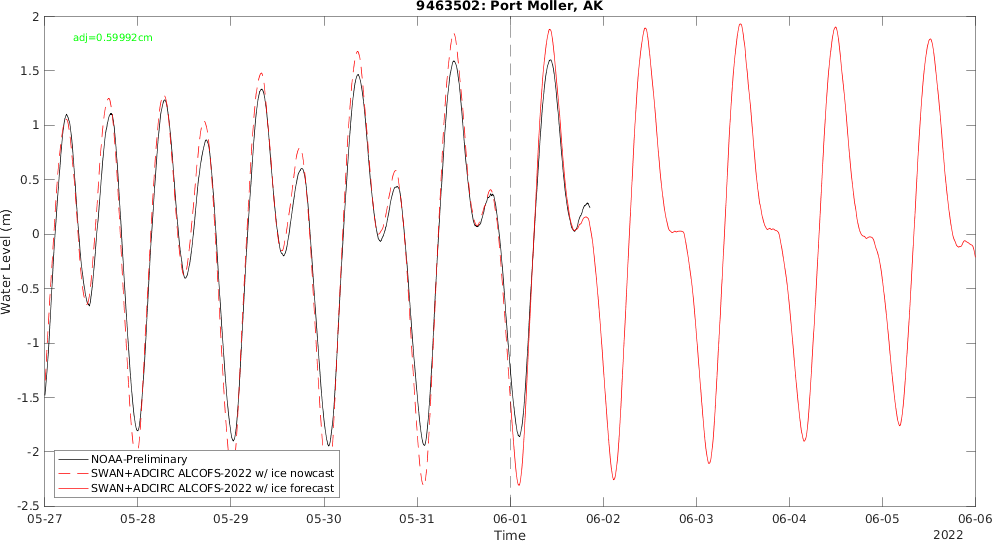 9463502: Port Moller, AK
adj=0.59992cm
2
1.5
1
0.5
0
-0.5
-1
-1.5
-2
-2.5
Water Level (m)
NOAA-Preliminary
SWAN+ADCIRC ALCOFS-2022 w/ ice nowcast
SWAN+ADCIRC ALCOFS-2022 w/ ice forecast
05-27 05-28 05-29 05-30 05-31 06-01 06-02 06-03 06-04 06-05 06-06
Time
2022